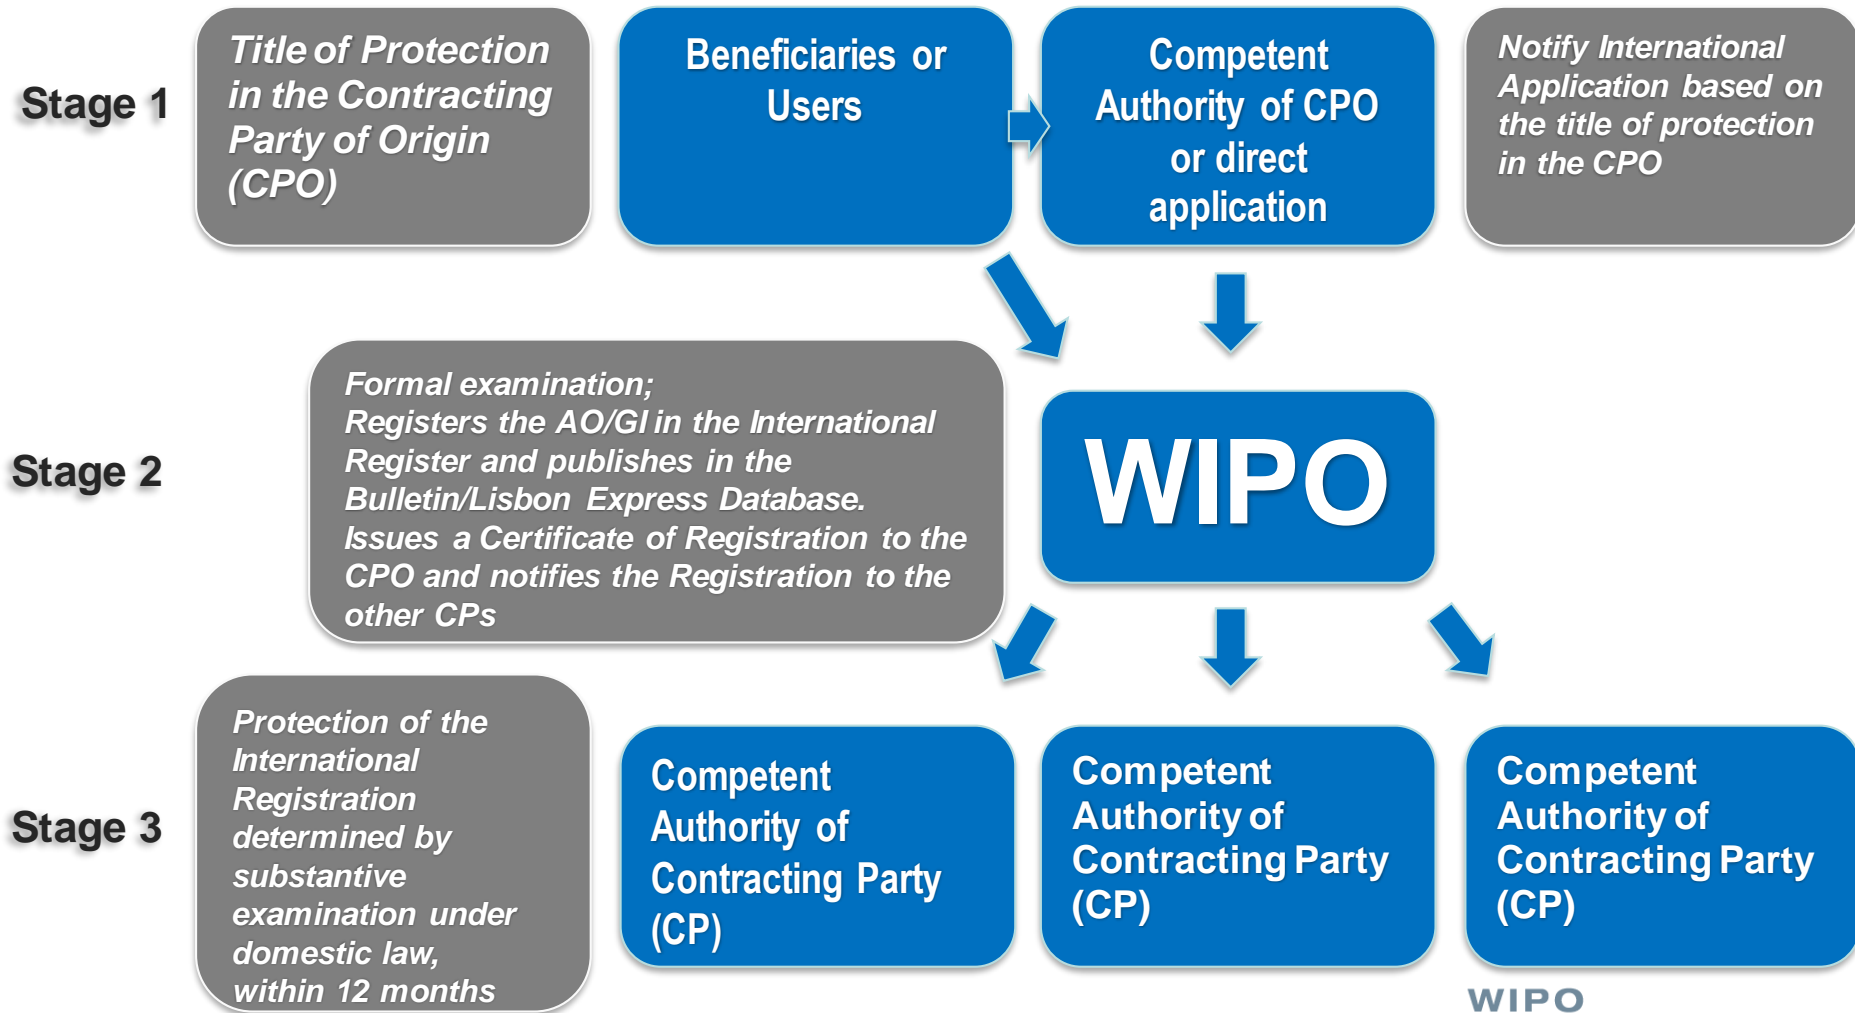 Stage 1
Title of Protection
in the Contracting
Party of Origin
(CPO)
Beneficiaries or
Users
Competent
Authority of CPO
or direct
application
Notify International
Application based on
the title of protection
in the CPO
Stage 2
Formal examination;
Registers the AO/GI in the International
Register and publishes in the
Bulletin/Lisbon Express Database.
Issues a Certificate of Registration to the
CPO and notifies the Registration to the
other CPs
WIPO
Stage 3
Protection of the
International
Registration
determined by
substantive
examination under
domestic law,
within 12 months
Competent
Authority of
Contracting Party
(CP)
Competent
Authority of
Contracting Party
(CP)
Competent
Authority of
Contracting Party
(CP)
WIPO